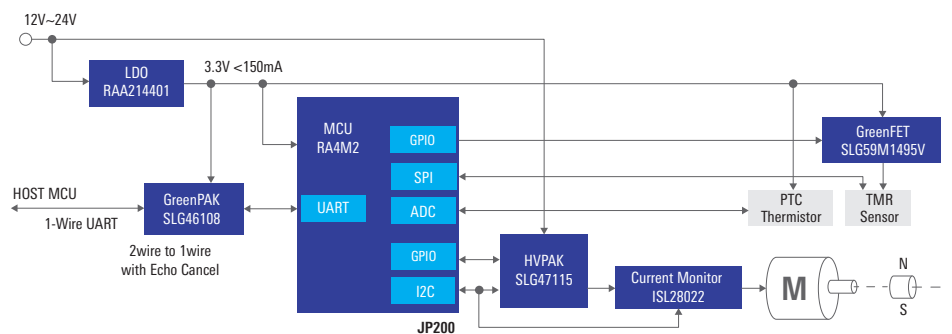 12V~24V
LDO
RAA214401
3.3V <150mA
MCU
RA4M2
GPIO
GreenFET
SLG59M1495V
SPI
HOST MCU
1-Wire UART
GreenPAK
SLG46108
UART
ADC
PTC
Thermistor
TMR
Sensor
2wire to 1wire
with Echo Cancel
GPIO
I2C
HVPAK
SLG47115
Current Monitor
ISL28022
M
N
S
JP200